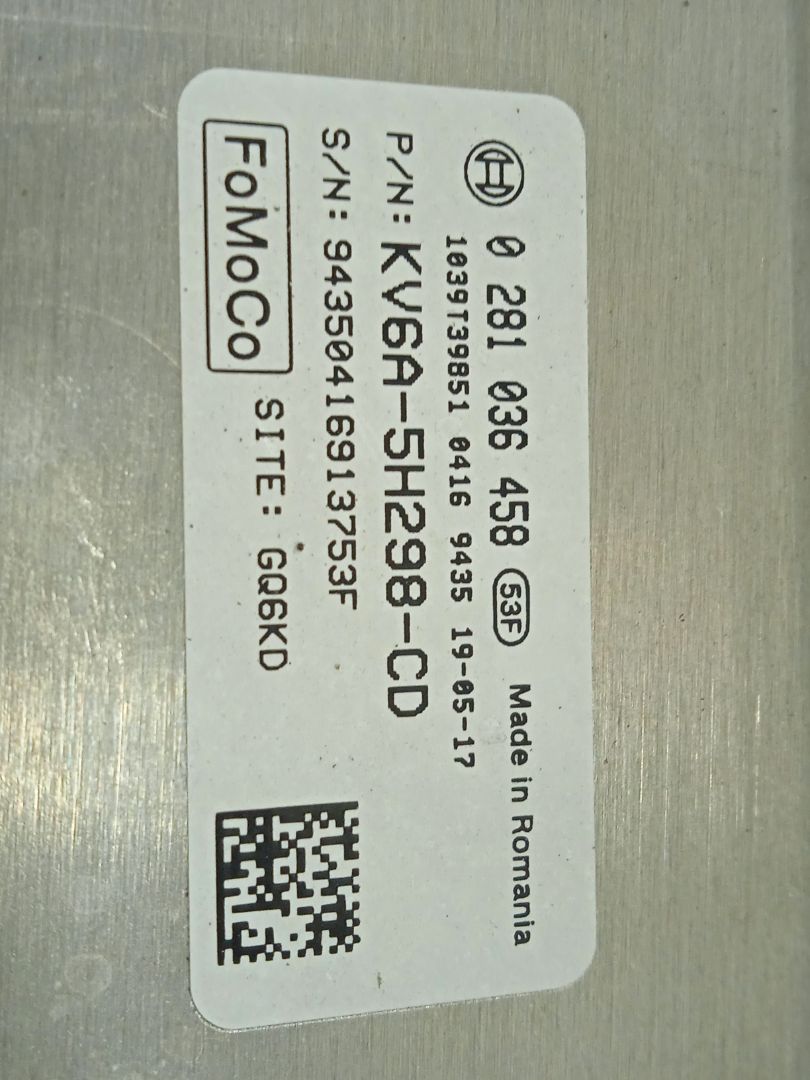 0 281 036 458 53F Made in Romania
1039T39851 0416 9435 19-05-17
P/N: KV6A-5H298-CD
S/N: 94350416913753F
FoMoCo SITE: GQ6KD